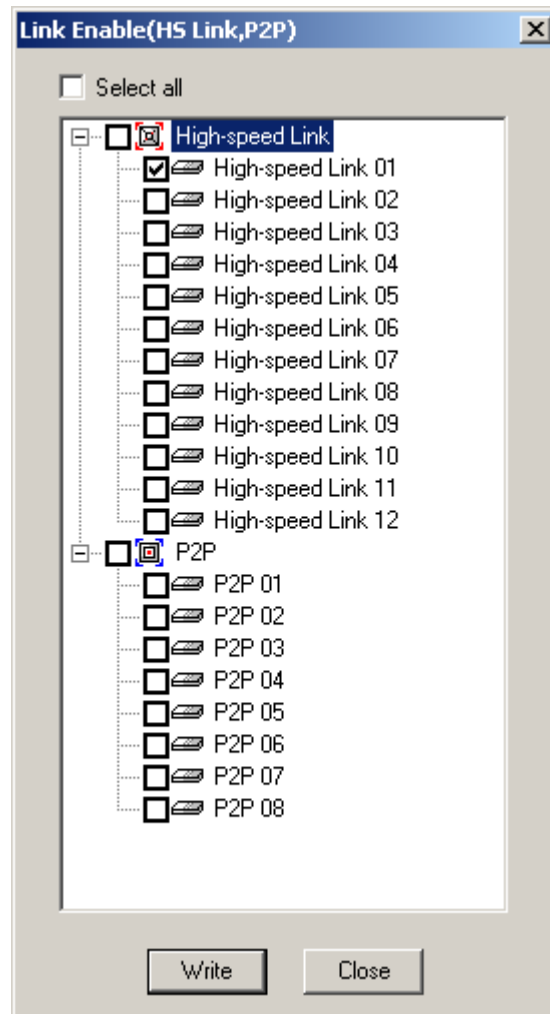 Link Enable(HS Link,P2P)
Select all
High-speed Link
High-speed Link 01
High-speed Link 02
High-speed Link 03
High-speed Link 04
High-speed Link 05
High-speed Link 06
High-speed Link 07
High-speed Link 08
High-speed Link 09
High-speed Link 10
High-speed Link 11
High-speed Link 12
P2P
P2P 01
P2P 02
P2P 03
P2P 04
P2P 05
P2P 06
P2P 07
P2P 08
Write Close